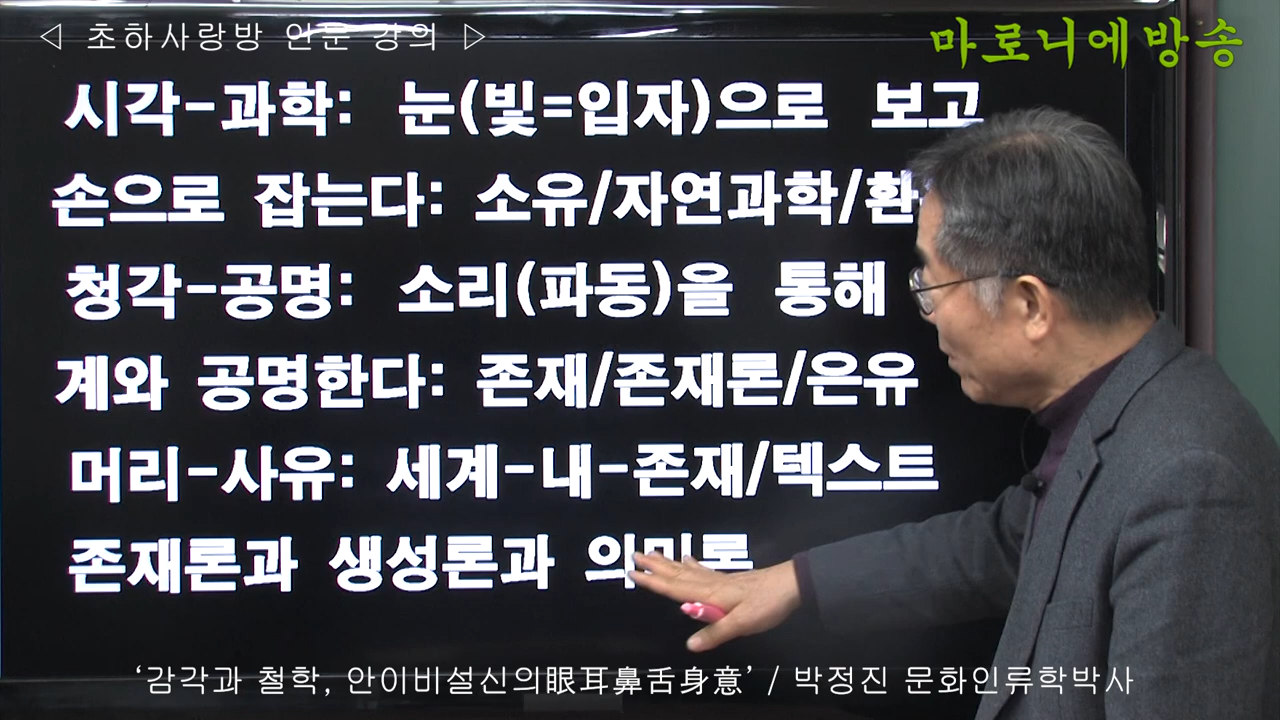 ◁ 초하사랑방 인문 강의 ▷
마로니에방송
시각-과학: 눈(빛=입자)으로 보고
손으로 잡는다: 소유/자연과학/환
청각-공명: 소리(파동)을 통해
계와 공명한다: 존재/존재론/은유
머리-사유: 세계-내-존재/텍스트
존재론과 생성론과 의미론
‘감각과 철학, 안이비설신의眼耳鼻舌身意’ / 박정진 문화인류학박사